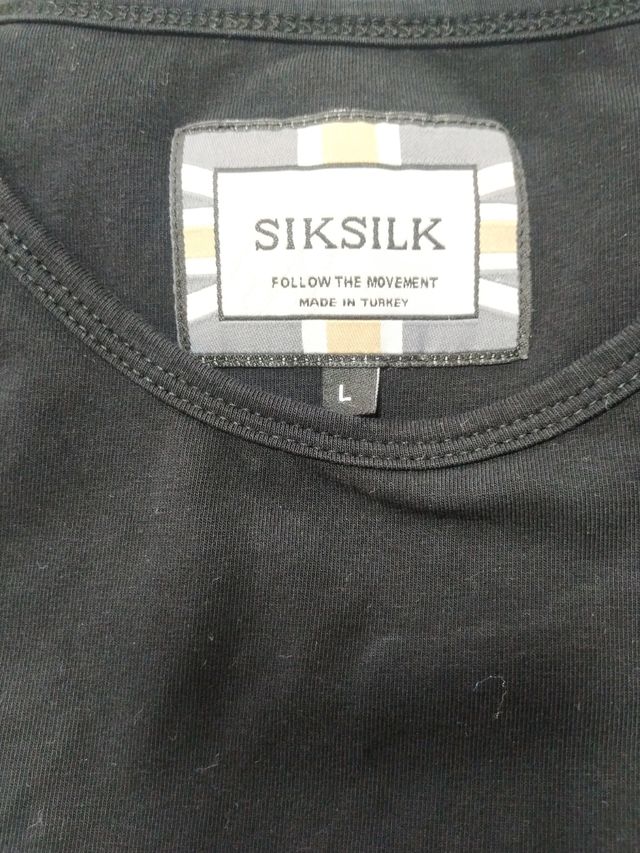 SIKSILK
FOLLOW THE MOVEMENT
MADE IN TURKEY
L